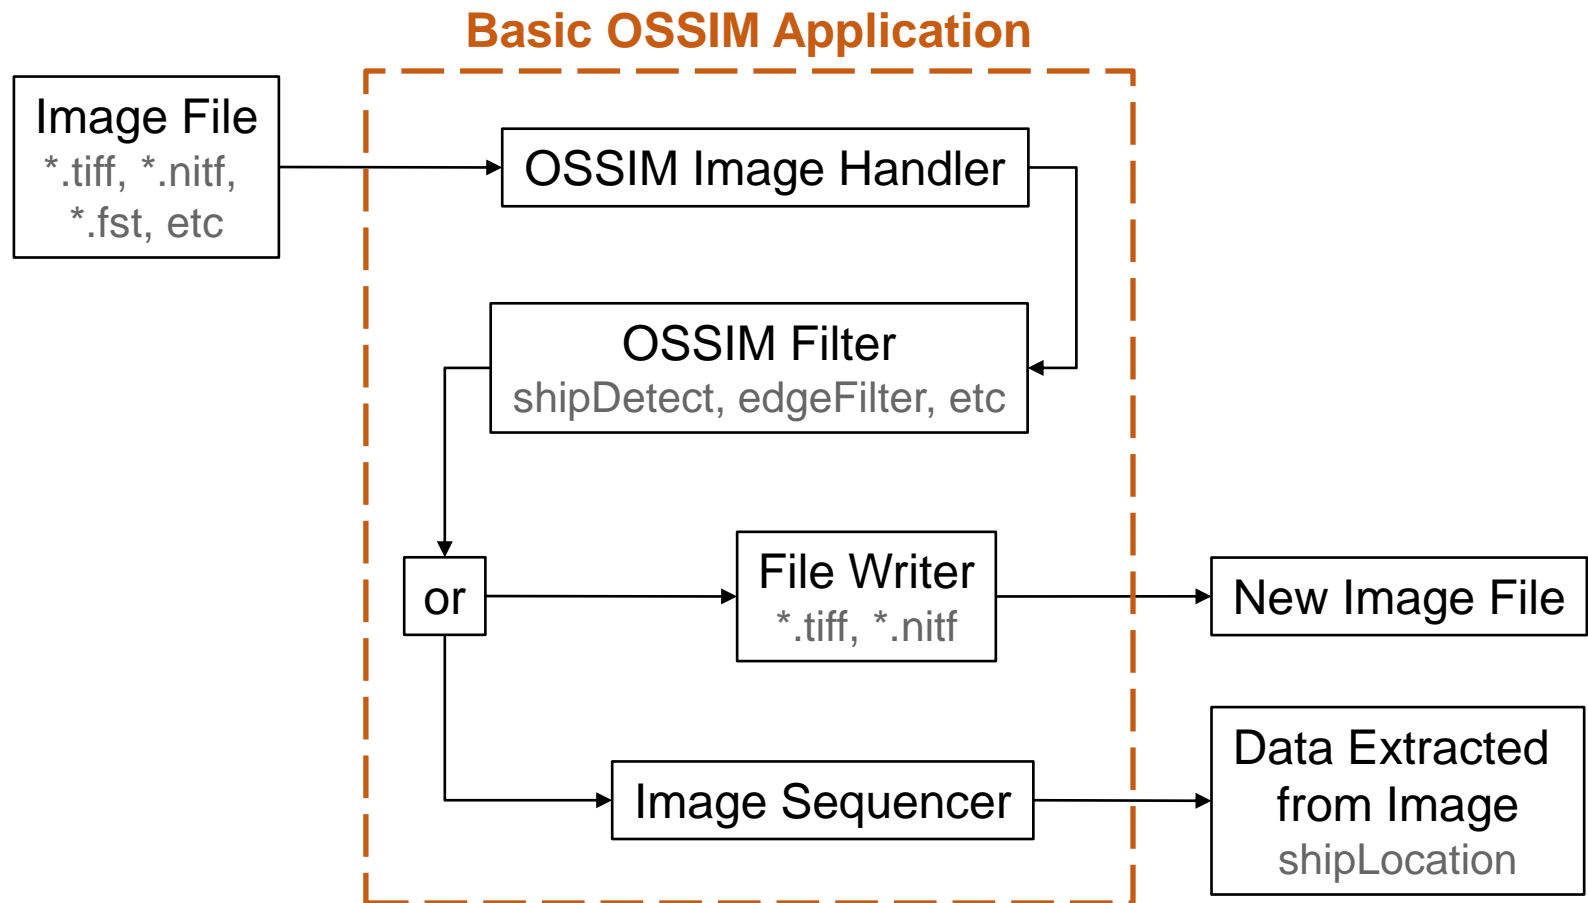 Basic OSSIM Application
Image File
*.tiff, *.nitf,
*.fst, etc
OSSIM Image Handler
OSSIM Filter
shipDetect, edgeFilter, etc
or
File Writer
*.tiff, *.nitf
New Image File
Image Sequencer
Data Extracted
from Image
shipLocation